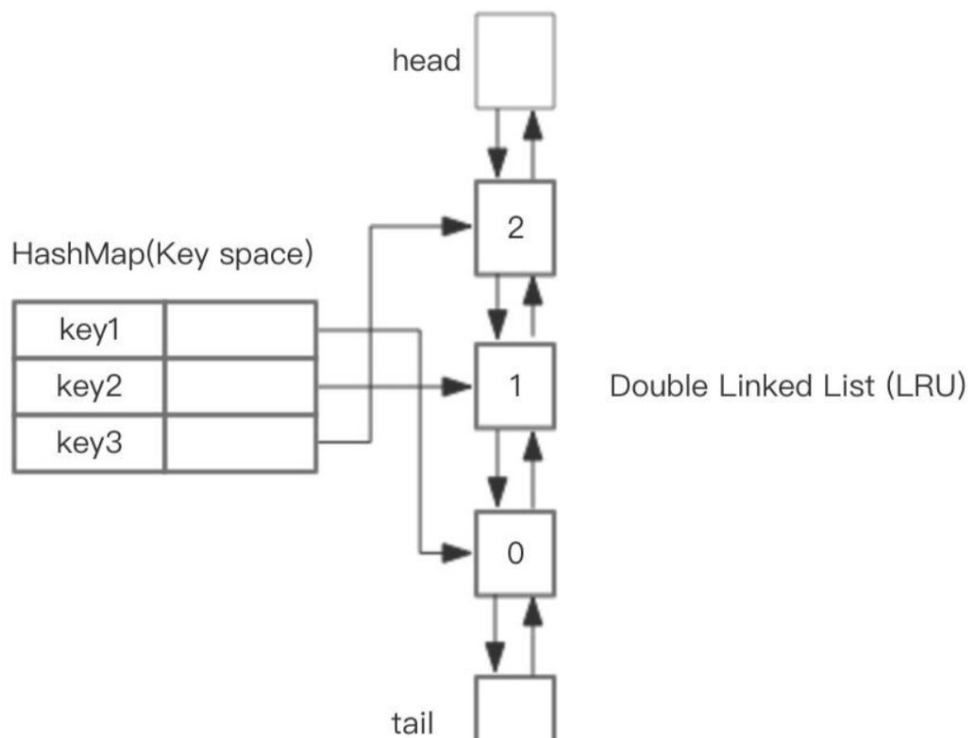 head
2
HashMap(Key space)
key1
key2
1
Double Linked List (LRU)
key3
0
tail